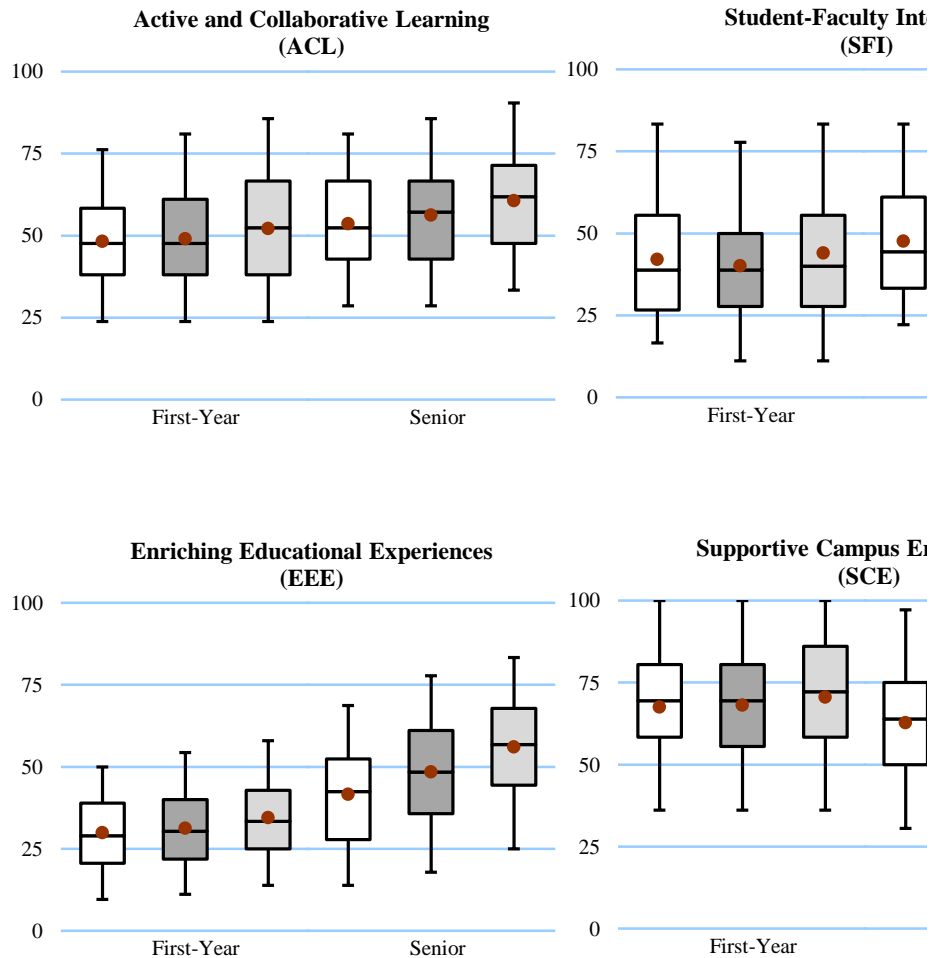 Active and Collaborative Learning
(ACL)
100
75
50
25
0
First-Year Senior
Student-Faculty
(SFI)
100
75
50
25
0
First-Year
Enriching Educational Experiences
(EEE)
100
75
50
25
0
First-Year Senior
Supportive Campus
(SCE)
100
75
50
25
0
First-Year